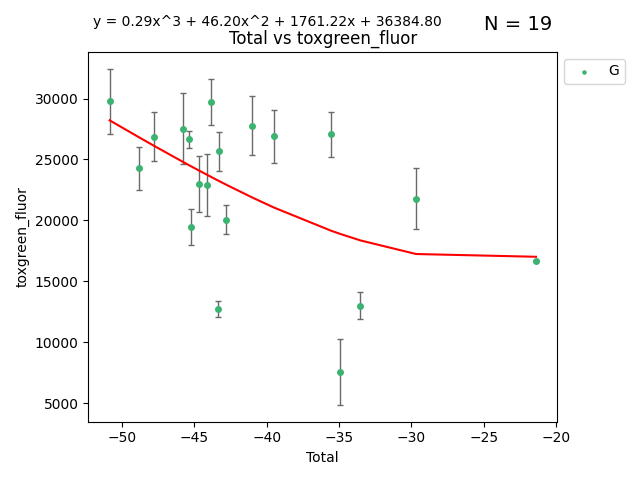 y = 0.29x^3 + 46.20x^2 + 1761.22x + 36384.80
N = 19
Total vs toxgreen_fluor
G
toxgreen_fluor
30000
25000
20000
15000
10000
5000
−50
−45
−40
−35
−30
−25
−20
Total